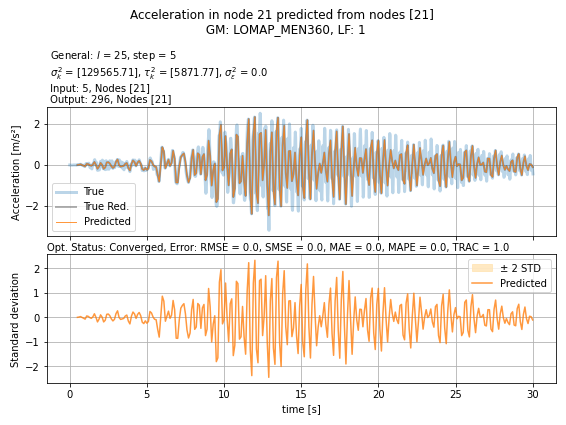 Acceleration in node 21 predicted from nodes [21]
GM: LOMAP_MEN360, LF: 1
General: l = 25, step = 5
σ²ₖ = [129565.71], τ²ₖ = [5871.77], σ²ε = 0.0
Input: 5, Nodes [21]
Output: 296, Nodes [21]
Acceleration [m/s²]
2
0
−2
True
True Red.
Predicted
Opt. Status: Converged, Error: RMSE = 0.0, SMSE = 0.0, MAE = 0.0, MAPE = 0.0, TRAC = 1.0
Standard deviation
2
1
0
−1
−2
± 2 STD
Predicted
0 5 10 15 20 25 30
time [s]